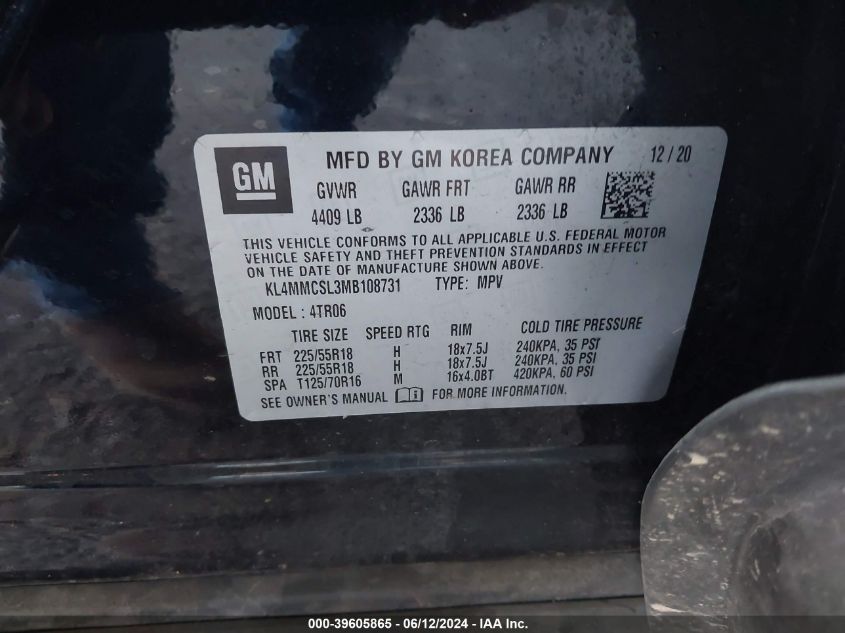 GM
MFD BY GM KOREA COMPANY 12 / 20
GVWR GAWR FRT GAWR RR
4409 LB 2336 LB 2336 LB
THIS VEHICLE CONFORMS TO ALL APPLICABLE U.S. FEDERAL MOTOR
VEHICLE SAFETY AND THEFT PREVENTION STANDARDS IN EFFECT
ON THE DATE OF MANUFACTURE SHOWN ABOVE.
KL4MMCSL3MB108731 TYPE: MPV
MODEL : 4TR06
TIRE SIZE SPEED RTG RIM COLD TIRE PRESSURE
FRT 225/55R18 H 18x7.5J 240KPA, 35 PSI
RR 225/55R18 H 18x7.5J 240KPA, 35 PSI
SPA T125/70R16 M 16x4.0BT 420KPA, 60 PSI
SEE OWNER'S MANUAL FOR MORE INFORMATION.
000-39605865 - 06/12/2024 - IAA Inc.